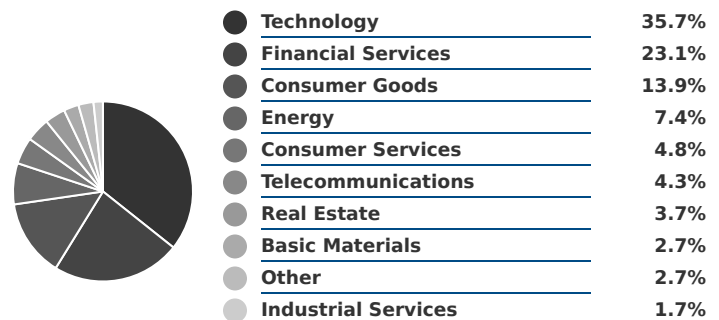 Technology 35.7%
Financial Services 23.1%
Consumer Goods 13.9%
Energy 7.4%
Consumer Services 4.8%
Telecommunications 4.3%
Real Estate 3.7%
Basic Materials 2.7%
Other 2.7%
Industrial Services 1.7%